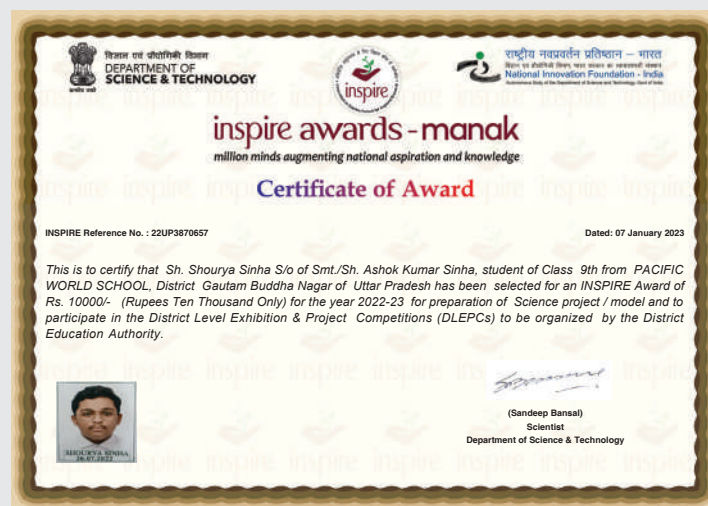 विज्ञान एवं प्रौद्योगिकी विभाग
DEPARTMENT OF
SCIENCE & TECHNOLOGY
सत्यमेव जयते
inspire
राष्ट्रीय नवप्रवर्तन प्रतिष्ठान – भारत
National Innovation Foundation - India
inspire awards - manak
million minds augmenting national aspiration and knowledge
Certificate of Award
INSPIRE Reference No. : 22UP3870657
Dated: 07 January 2023
This is to certify that Sh. Shourya Sinha S/o of Smt./Sh. Ashok Kumar Sinha, student of Class 9th from PACIFIC
WORLD SCHOOL, District Gautam Buddha Nagar of Uttar Pradesh has been selected for an INSPIRE Award of
Rs. 10000/- (Rupees Ten Thousand Only) for the year 2022-23 for preparation of Science project / model and to
participate in the District Level Exhibition & Project Competitions (DLEPCs) to be organized by the District
Education Authority.
SHOURYA SINHA
26.07.2022
(Sandeep Bansal)
Scientist
Department of Science & Technology